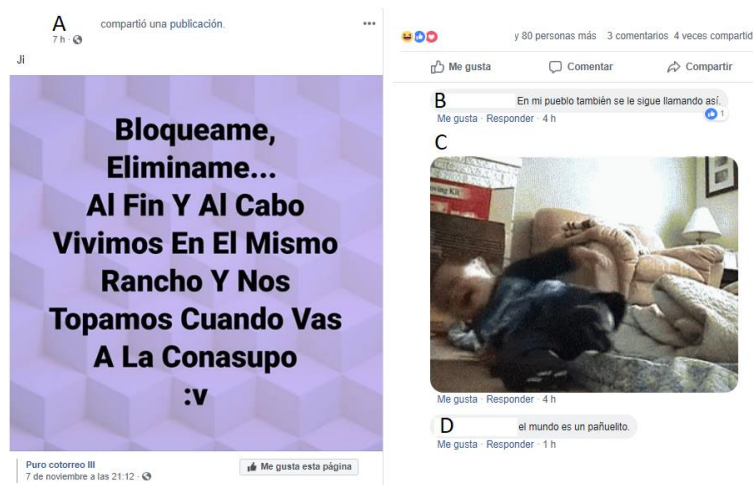 A
compartió una publicación.
7 h
Ji
Bloqueame,
Eliminame...
Al Fin Y Al Cabo
Vivimos En El Mismo
Rancho Y Nos
Topamos Cuando Vas
A La Conasupo
:v
Puro cotorreo III
7 de noviembre a las 21:12
Me gusta esta página
y 80 personas más 3 comentarios 4 veces compartid
Me gusta Comentar Compartir
B En mi pueblo también se le sigue llamando así.
1
Me gusta · Responder · 4 h
C
Me gusta · Responder · 4 h
D el mundo es un pañuelito.
Me gusta · Responder · 1 h